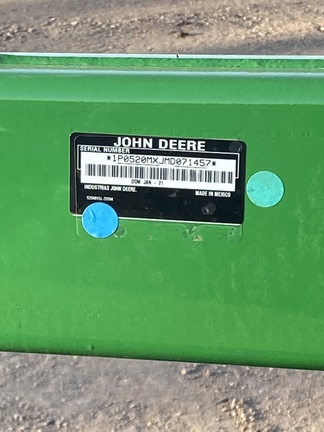 JOHN DEERE
SERIAL NUMBER
*1P0520MXJMD071457*
DOM JAN - 21
INDUSTRIAS JOHN DEERE. MADE IN MEXICO